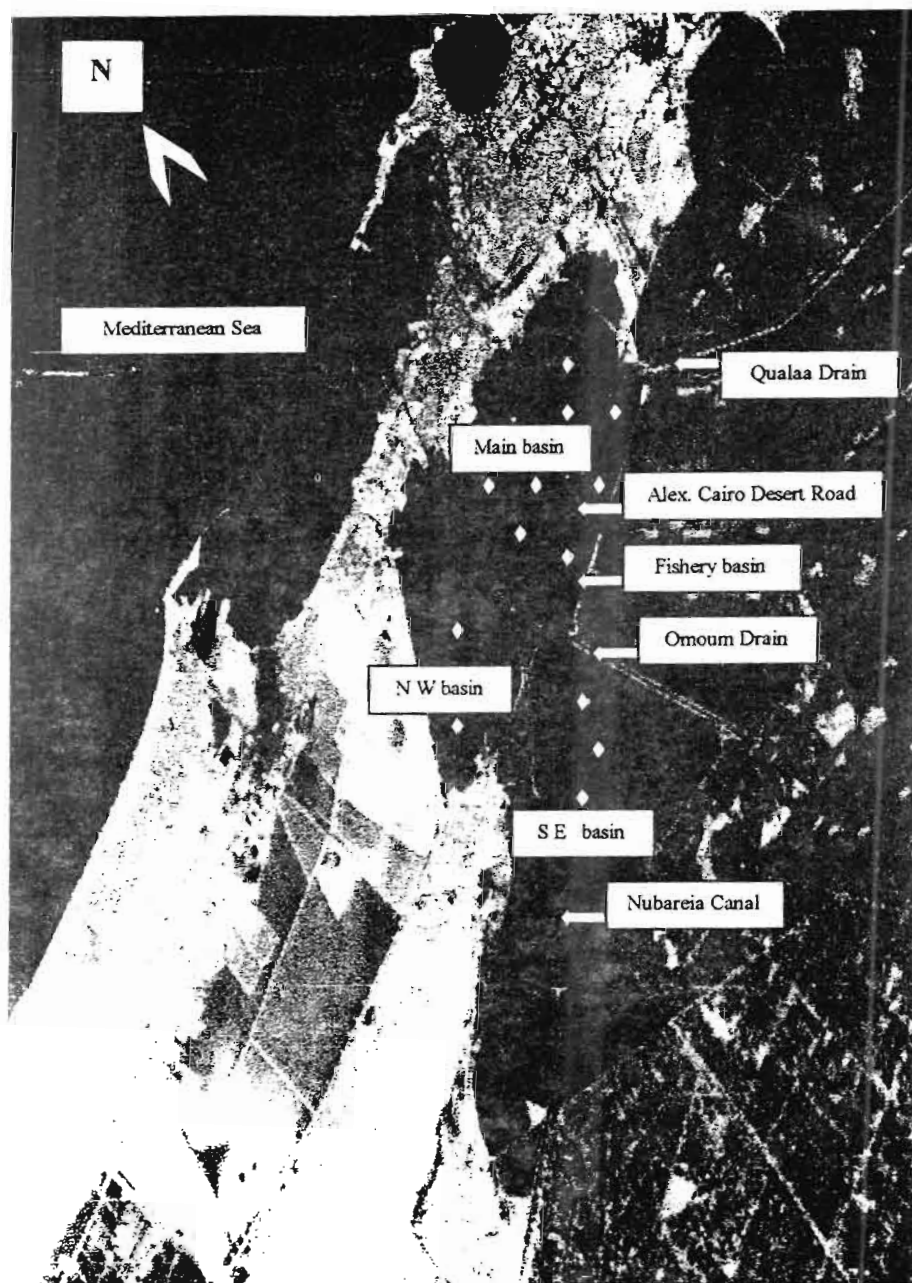 N
Mediterranean Sea
Qualaa Drain
Main basin
Alex. Cairo Desert Road
Fishery basin
Omoum Drain
N W basin
S E basin
Nubareia Canal